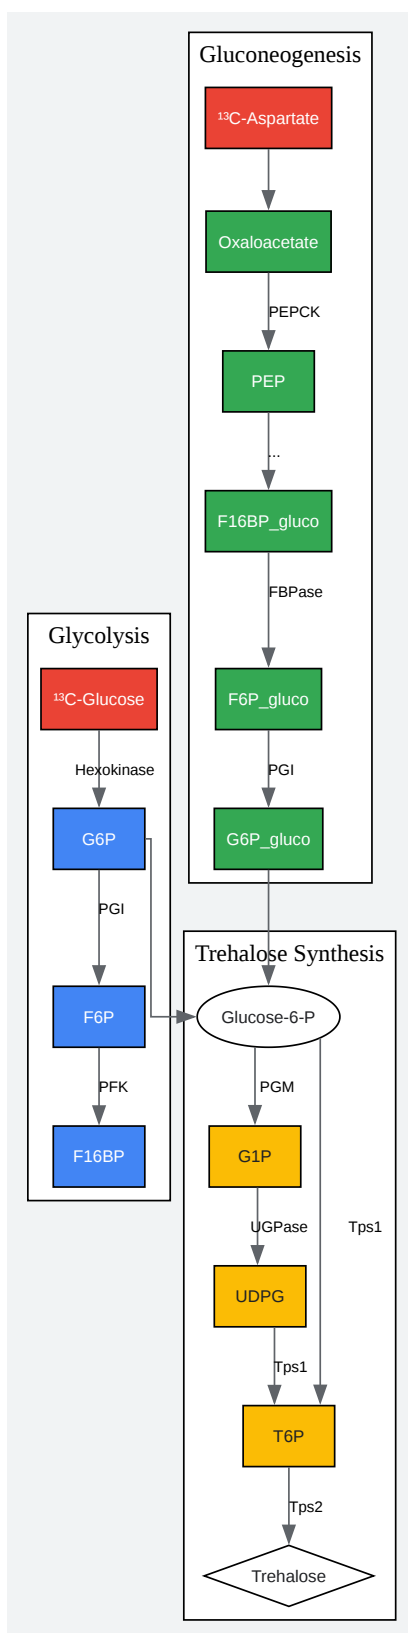 Gluconeogenesis
¹³C-Aspartate
Oxaloacetate
PEPCK
PEP
...
F16BP_gluco
FBPase
F6P_gluco
PGI
G6P_gluco
Glycolysis
¹³C-Glucose
Hexokinase
G6P
PGI
F6P
PFK
F16BP
Trehalose Synthesis
Glucose-6-P
PGM
G1P
UGPase
Tps1
UDPG
Tps1
T6P
Tps2
Trehalose